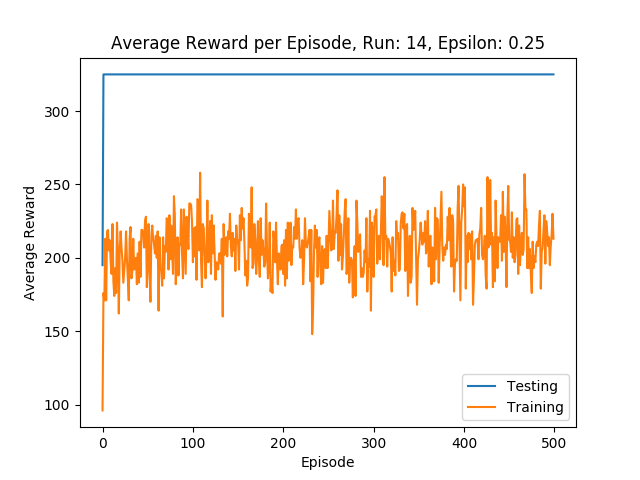 Average Reward per Episode, Run: 14, Epsilon: 0.25
Average Reward
300
250
200
150
100
0 100 200 300 400 500
Episode
Testing
Training